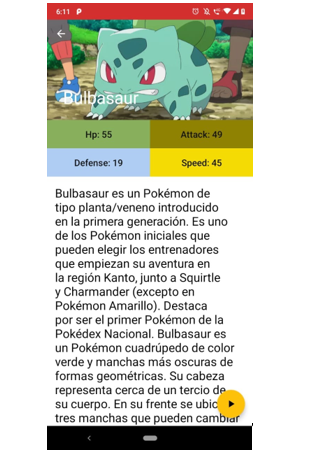 6:11
Bulbasaur
Hp: 55
Attack: 49
Defense: 19
Speed: 45
Bulbasaur es un Pokémon de
tipo planta/veneno introducido
en la primera generación. Es uno
de los Pokémon iniciales que
pueden elegir los entrenadores
que empiezan su aventura en
la región Kanto, junto a Squirtle
y Charmander (excepto en
Pokémon Amarillo). Destaca
por ser el primer Pokémon de la
Pokédex Nacional. Bulbasaur es
un Pokémon cuadrúpedo de color
verde y manchas más oscuras de
formas geométricas. Su cabeza
representa cerca de un tercio de
su cuerpo. En su frente se ubic
tres manchas que pueden cambiar